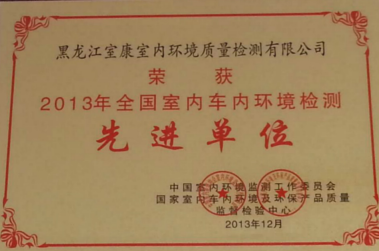 黑龙江室康室内环境质量检测有限公司
荣获
2013年全国室内车内环境检测
先进单位
中国室内环境监测工作委员会
国家室内车内环境及环保产品质量
监督检验中心
2013年12月